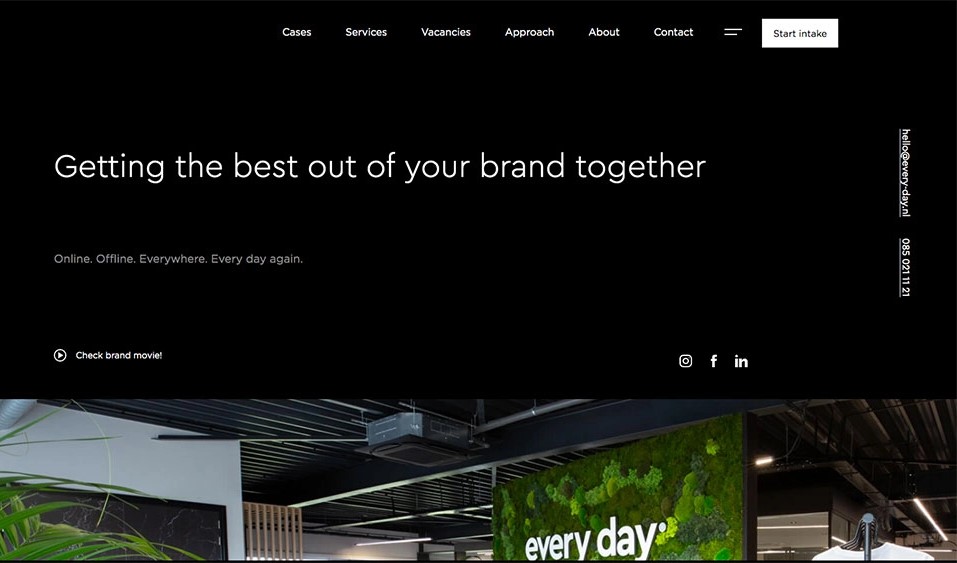 Cases Services Vacancies Approach About Contact Start intake
Getting the best out of your brand together
hello@every-day.nl
085 021 11 21
Online. Offline. Everywhere. Every day again.
Check brand movie!
every day